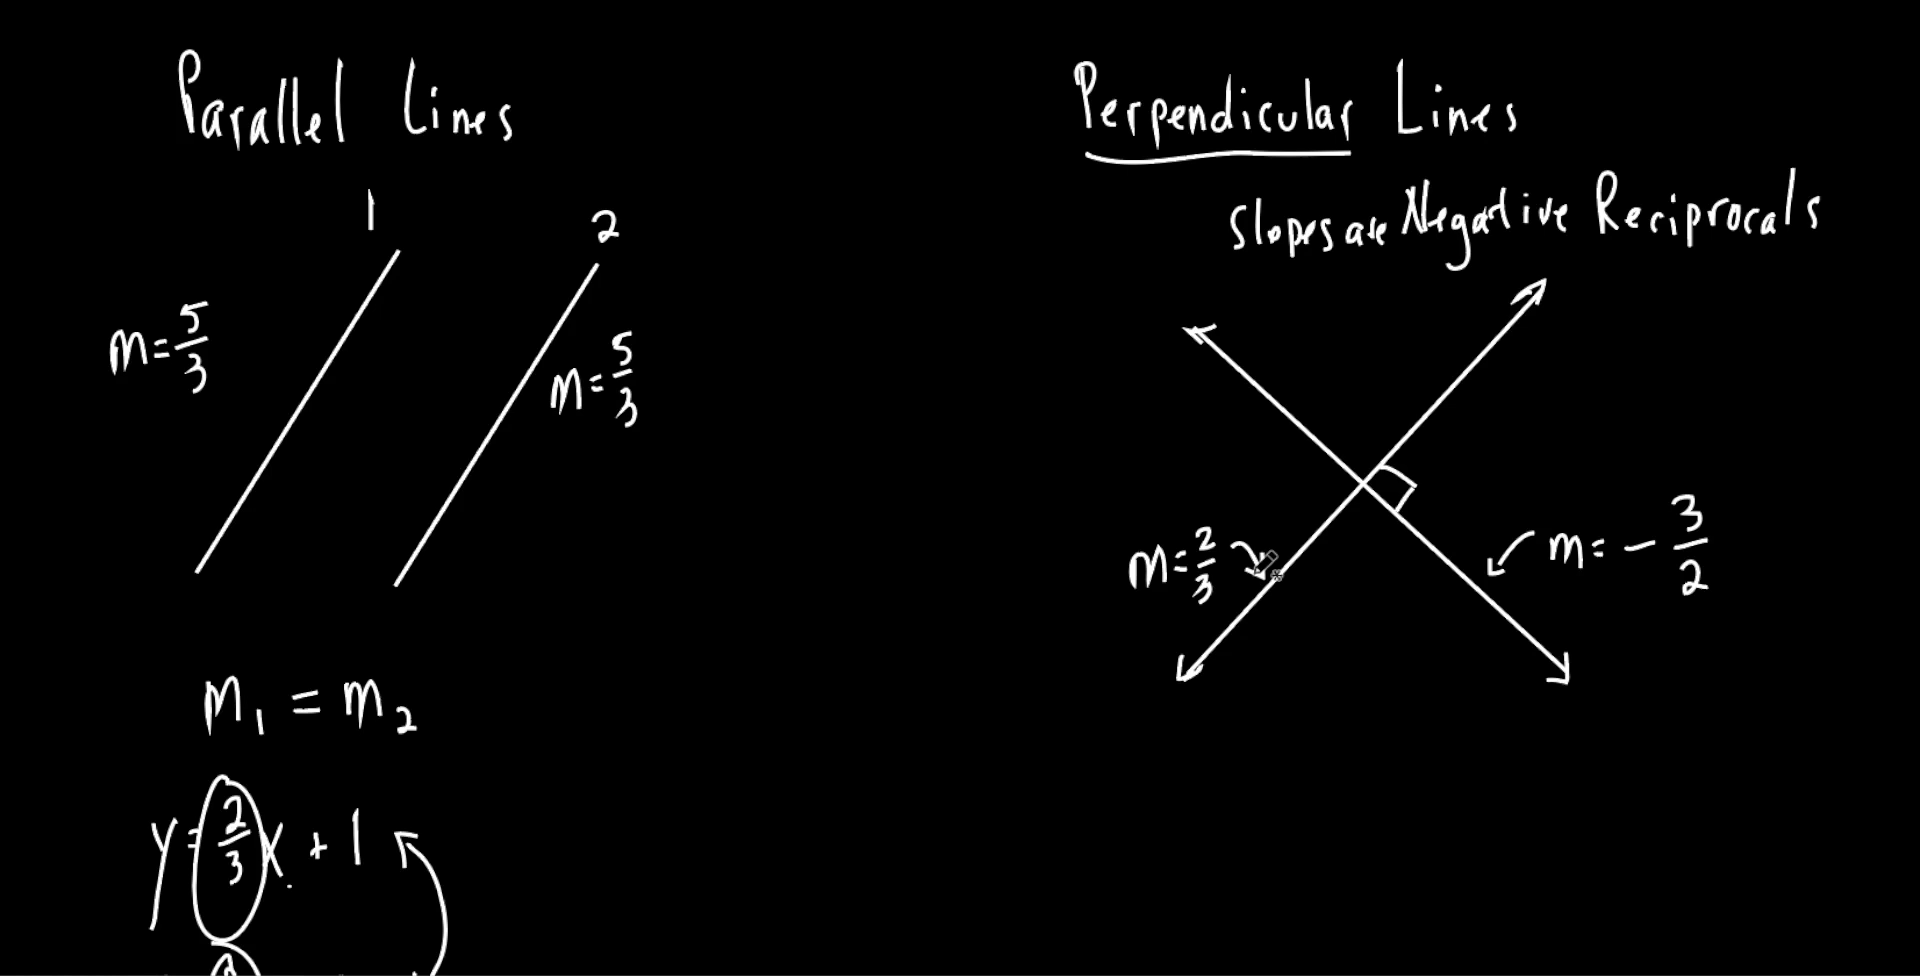 Parallel Lines
1
2
m = 5/3
m = 5/3
m₁ = m₂
y = 2/3 x + 1
Perpendicular Lines
Slopes are Negative Reciprocals
m = 2/3
m = - 3/2